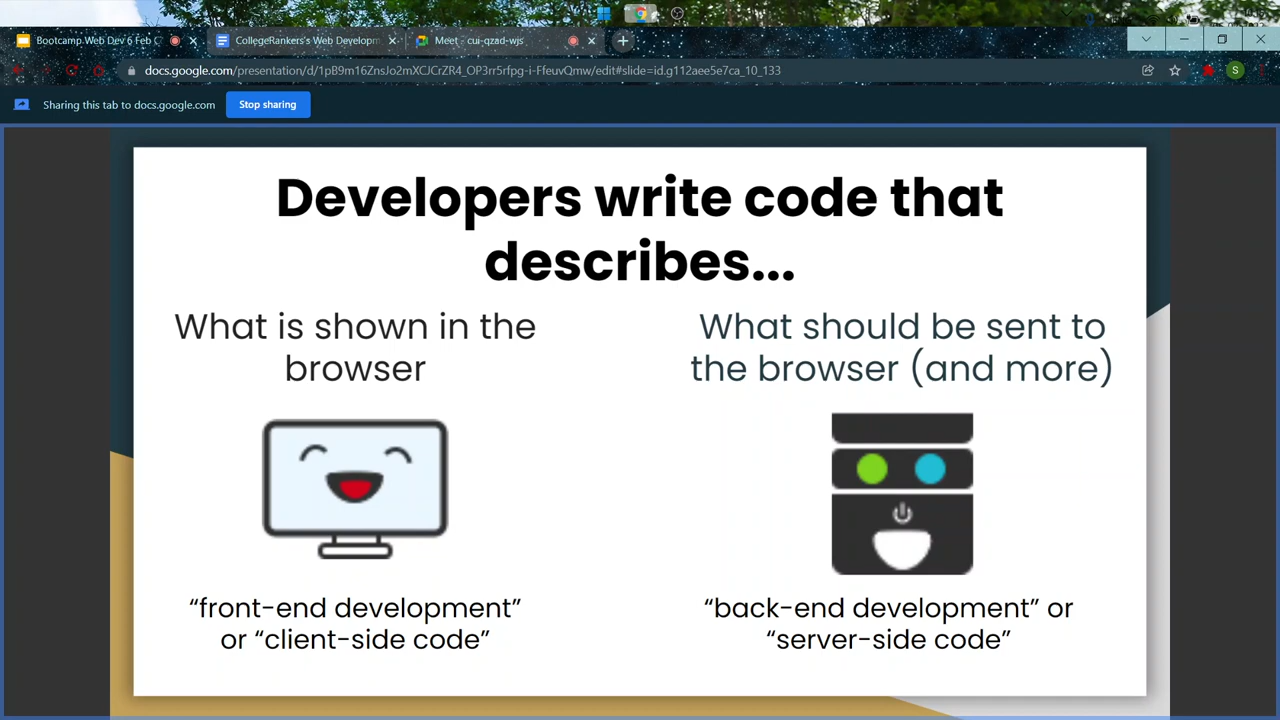 Bootcamp Web Dev 6 Feb C
CollegeRankers's Web Developm
Meet - cui-qzad-wjs
docs.google.com/presentation/d/1pB9m16ZnsJo2mXCJCrZR4_OP3rr5rfpg-i-FfeuvQmw/edit#slide=id.g112aee5e7ca_10_133
S
Sharing this tab to docs.google.com
Stop sharing
Developers write code that
describes...
What is shown in the
browser
“front-end development”
or “client-side code”
What should be sent to
the browser (and more)
“back-end development” or
“server-side code”